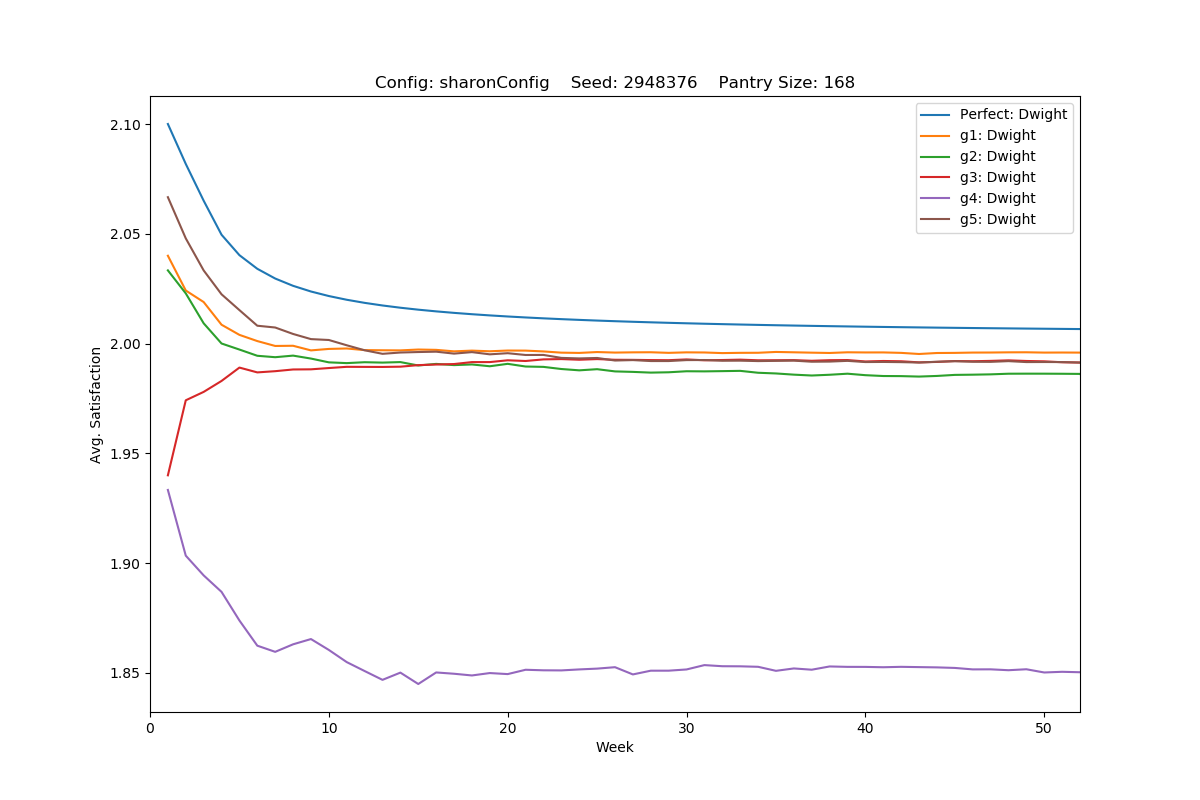 Config: sharonConfig    Seed: 2948376    Pantry Size: 168
Perfect: Dwight
g1: Dwight
g2: Dwight
g3: Dwight
g4: Dwight
g5: Dwight
Avg. Satisfaction
2.10
2.05
2.00
1.95
1.90
1.85
0 10 20 30 40 50
Week